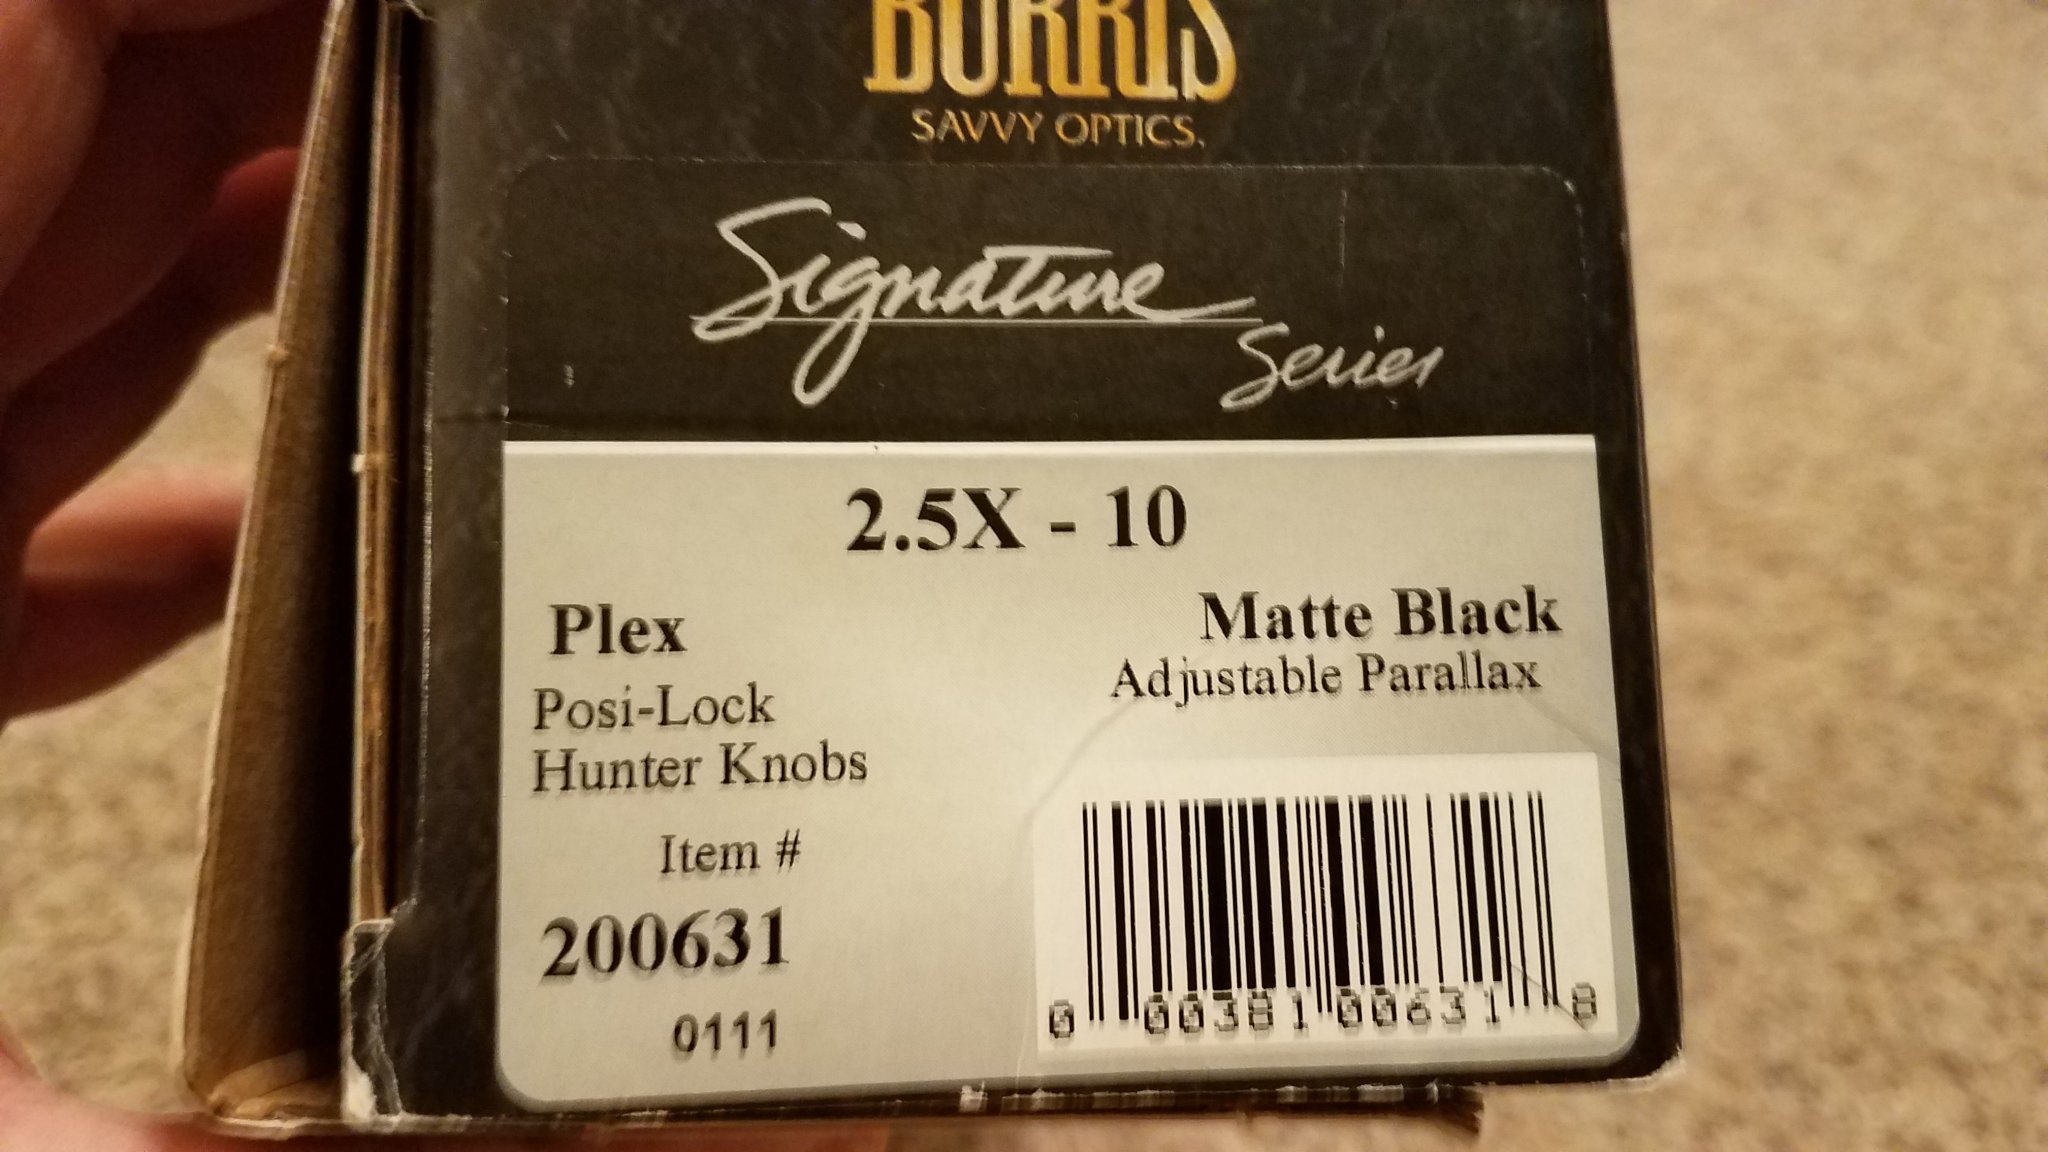 BURRIS
SAVVY OPTICS.
Signature
Series
2.5X - 10
Plex
Matte Black
Posi-Lock
Adjustable Parallax
Hunter Knobs
Item #
200631
0111
0 00381 00631 8